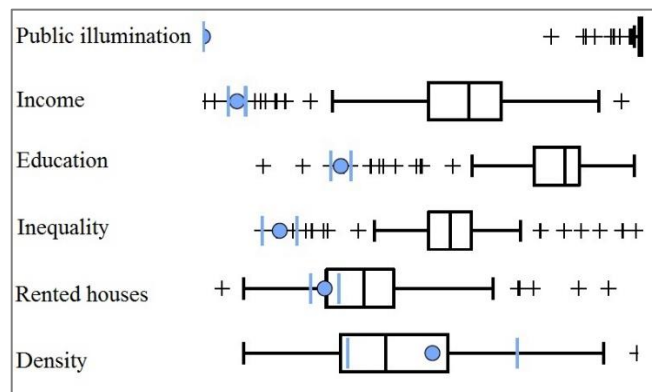 Public illumination
Income
Education
Inequality
Rented houses
Density